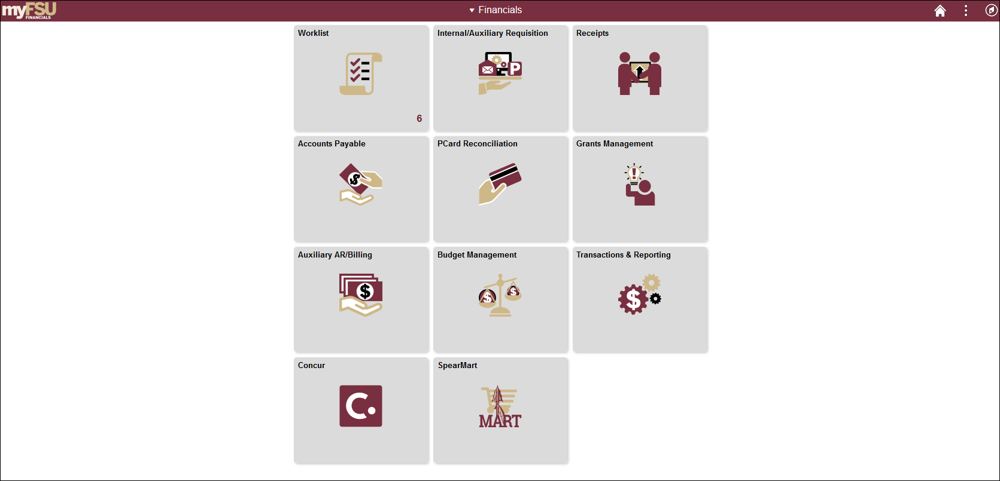 myFSU
FINANCIALS
Financials
Worklist
6
Internal/Auxiliary Requisition
P
Receipts
Accounts Payable
$
PCard Reconciliation
Grants Management
!
Auxiliary AR/Billing
$
Budget Management
$ $
Transactions & Reporting
$
Concur
C.
SpearMart
MART